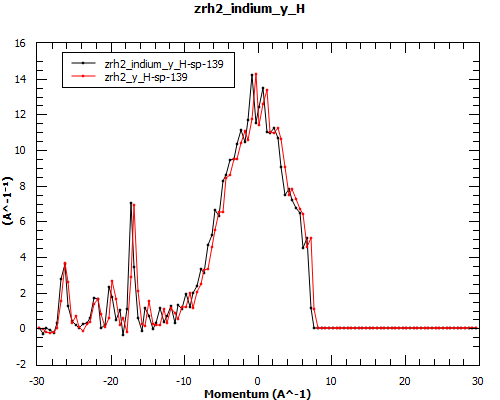 zrh2_indium_y_H
16
14
12
10
8
6
4
2
0
-2
(A^-1-¹)
zrh2_indium_y_H-sp-139
zrh2_y_H-sp-139
-30 -20 -10 0 10 20 30
Momentum (A^-1)